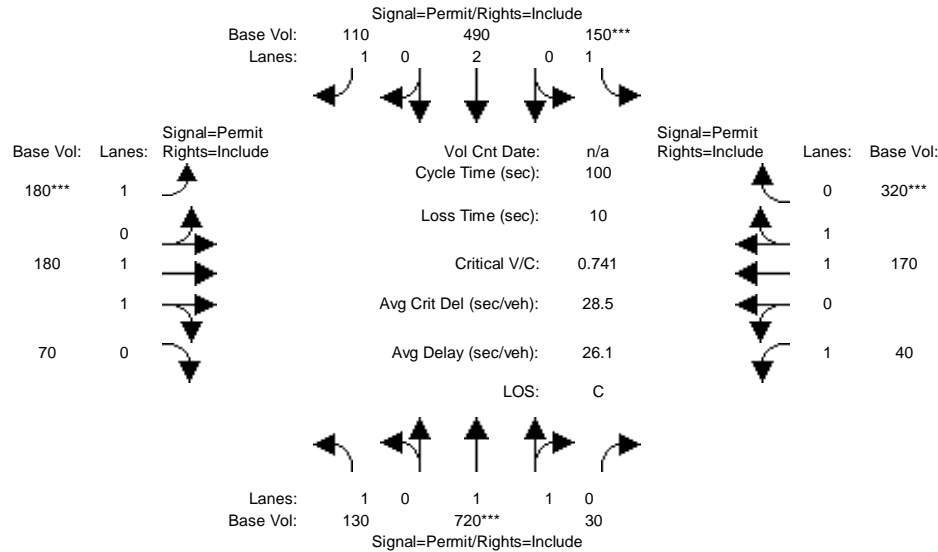 Signal=Permit/Rights=Include
Base Vol: 110 490 150***
Lanes: 1 0 2 0 1
Signal=Permit
Base Vol: Lanes: Rights=Include
Vol Cnt Date: n/a
Signal=Permit
Rights=Include Lanes: Base Vol:
Cycle Time (sec): 100
180*** 1
0 320***
Loss Time (sec): 10
0
1
180 1
Critical V/C: 0.741
1 170
1
Avg Crit Del (sec/veh): 28.5
0
70 0
Avg Delay (sec/veh): 26.1
1 40
LOS: C
Lanes: 1 0 1 1 0
Base Vol: 130 720*** 30
Signal=Permit/Rights=Include